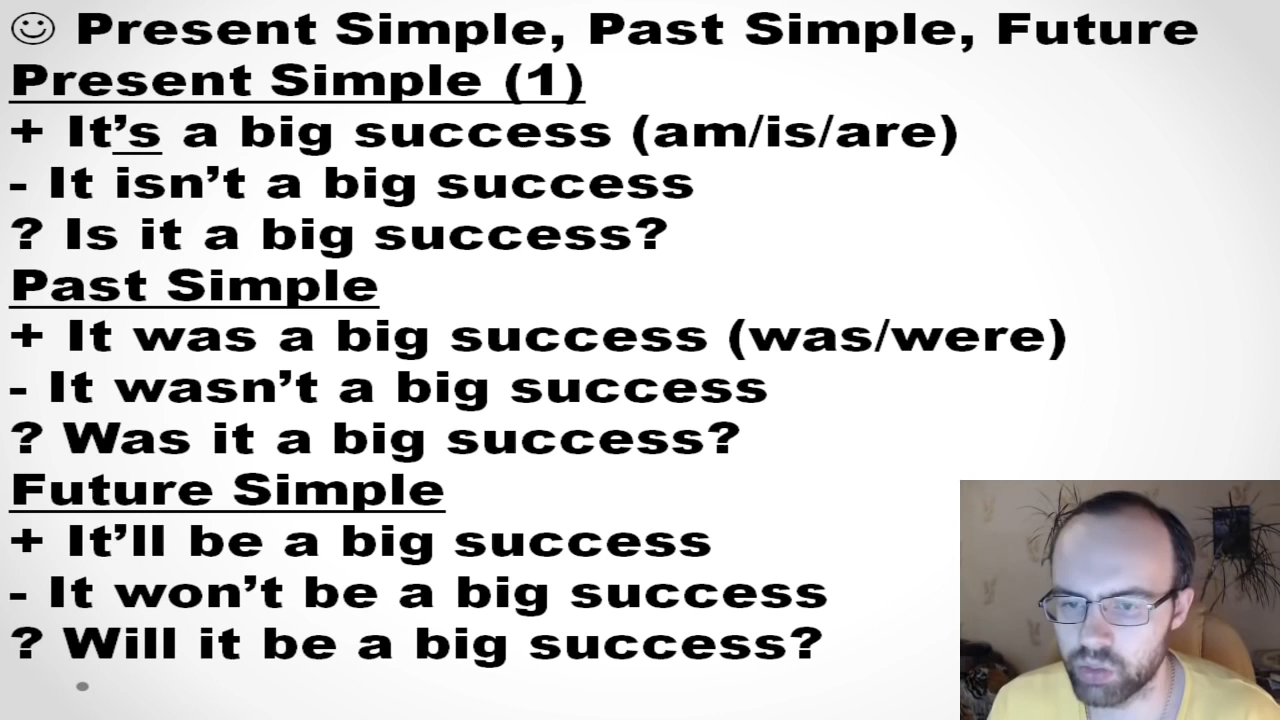 ☺ Present Simple, Past Simple, Future
Present Simple (1)
+ It’s a big success (am/is/are)
- It isn’t a big success
? Is it a big success?
Past Simple
+ It was a big success (was/were)
- It wasn’t a big success
? Was it a big success?
Future Simple
+ It’ll be a big success
- It won’t be a big success
? Will it be a big success?